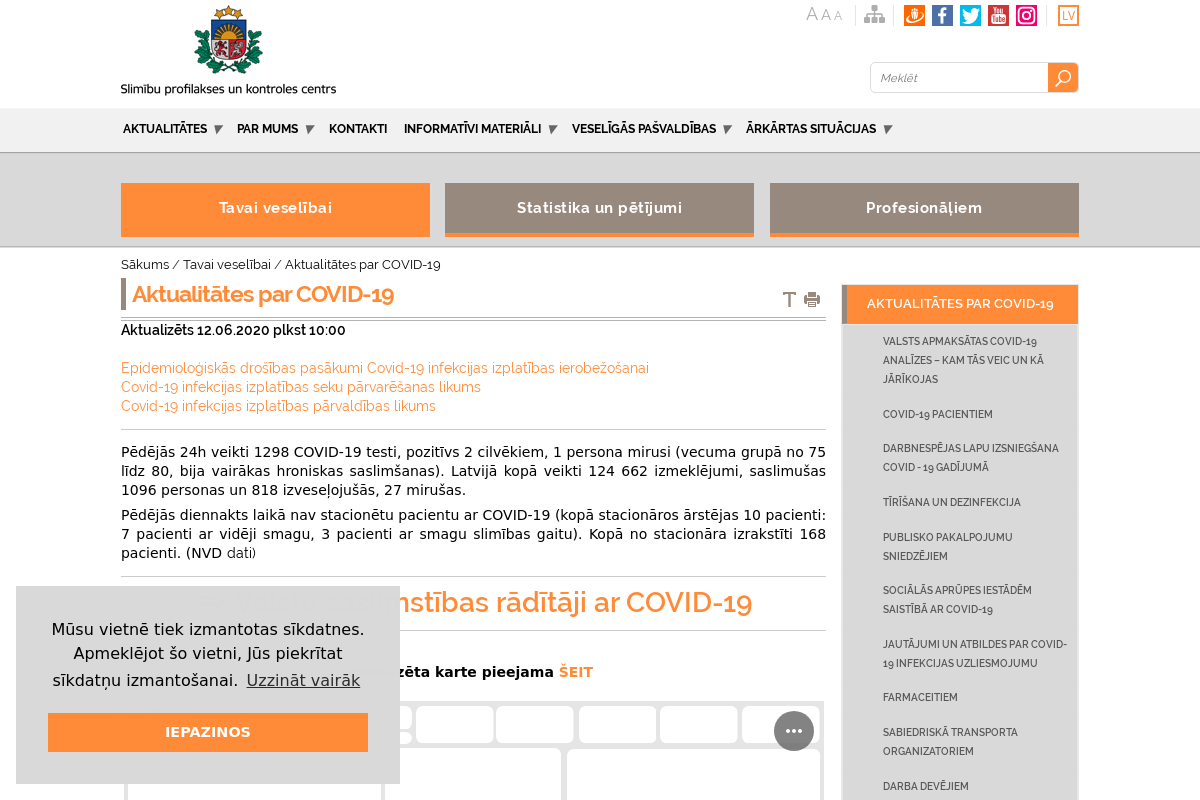 A A A
You
Tube
LV
Slimību profilakses un kontroles centrs
Meklēt
AKTUALITĀTES PAR MUMS KONTAKTI INFORMATĪVI MATERIĀLI VESELĪGĀS PAŠVALDĪBAS ĀRKĀRTAS SITUĀCIJAS
Tavai veselībai Statistika un pētījumi Profesionāļiem
Sākums / Tavai veselībai / Aktualitātes par COVID-19
Aktualitātes par COVID-19
Aktualizēts 12.06.2020 plkst 10:00
Epidemioloģiskās drošības pasākumi Covid-19 infekcijas izplatības ierobežošanai
Covid-19 infekcijas izplatības seku pārvarēšanas likums
Covid-19 infekcijas izplatības pārvaldības likums
Pēdējās 24h veikti 1298 COVID-19 testi, pozitīvs 2 cilvēkiem, 1 persona mirusi (vecuma grupā no 75
līdz 80, bija vairākas hroniskas saslimšanas). Latvijā kopā veikti 124 662 izmeklējumi, saslimušas
1096 personas un 818 izveseļojušās, 27 mirušas.
Pēdējās diennakts laikā nav stacionētu pacientu ar COVID-19 (kopā stacionāros ārstējas 10 pacienti:
7 pacienti ar vidēji smagu, 3 pacienti ar smagu slimības gaitu). Kopā no stacionāra izrakstīti 168
pacienti. (NVD dati)
nstības rādītāji ar COVID-19
zēta karte pieejama ŠEIT
Mūsu vietnē tiek izmantotas sīkdatnes.
Apmeklējot šo vietni, Jūs piekrītat
sīkdatņu izmantošanai. Uzzināt vairāk
IEPAZINOS
AKTUALITĀTES PAR COVID-19
VALSTS APMAKSĀTAS COVID-19
ANALĪZES – KAM TĀS VEIC UN KĀ
JĀRĪKOJAS
COVID-19 PACIENTIEM
DARBNESPĒJAS LAPU IZSNIEGŠANA
COVID - 19 GADĪJUMĀ
TĪRĪŠANA UN DEZINFEKCIJA
PUBLISKO PAKALPOJUMU
SNIEDZĒJIEM
SOCIĀLĀS APRŪPES IESTĀDĒM
SAISTĪBĀ AR COVID-19
JAUTĀJUMI UN ATBILDES PAR COVID-
19 INFEKCIJAS UZLIESMOJUMU
FARMACEITIEM
SABIEDRISKĀ TRANSPORTA
ORGANIZATORIEM
DARBA DEVĒJIEM